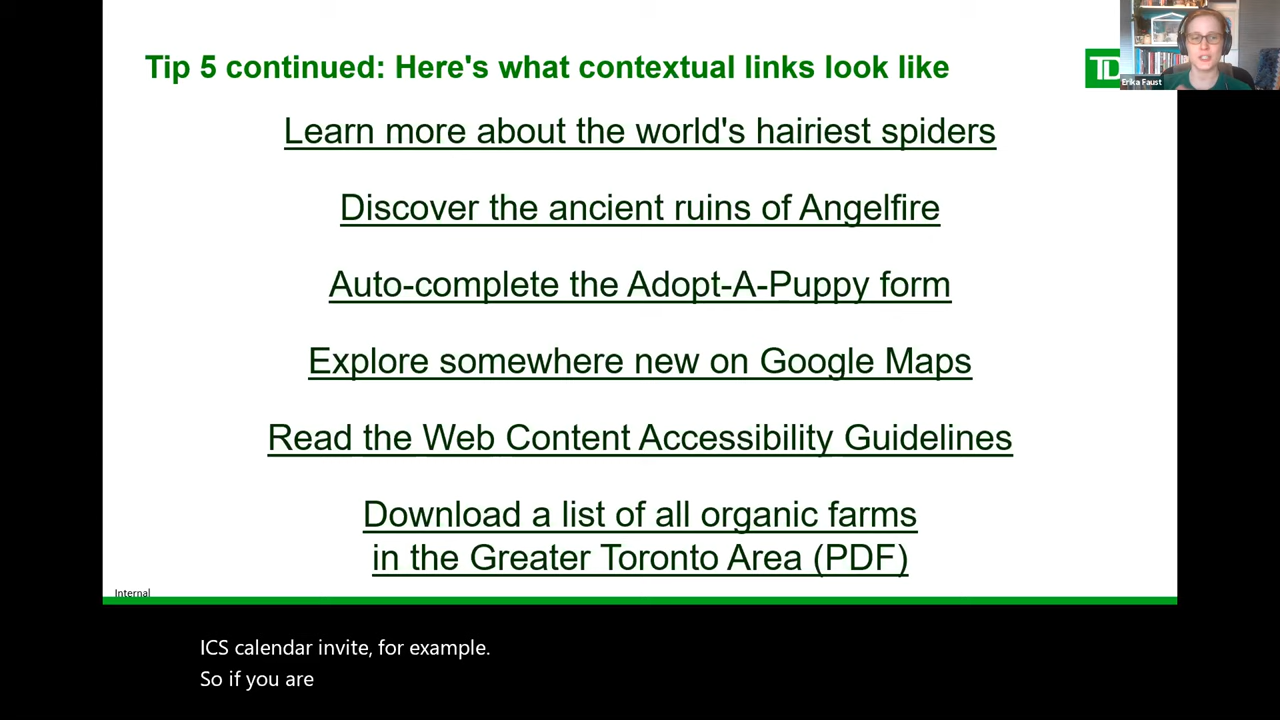 Tip 5 continued: Here's what contextual links look like
TD
Erika Faust
Learn more about the world's hairiest spiders
Discover the ancient ruins of Angelfire
Auto-complete the Adopt-A-Puppy form
Explore somewhere new on Google Maps
Read the Web Content Accessibility Guidelines
Download a list of all organic farms
in the Greater Toronto Area (PDF)
Internal
ICS calendar invite, for example.
So if you are